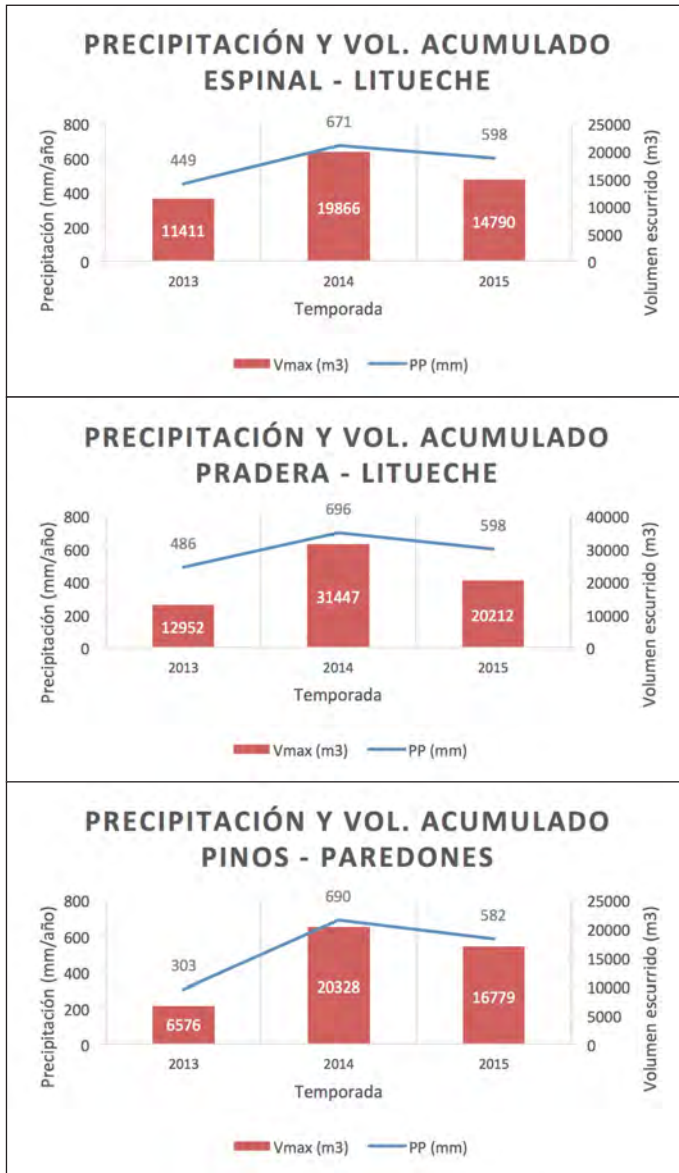 PRECIPITACIÓN Y VOL. ACUMULADO
ESPINAL - LITUECHE
Precipitación (mm/año)
800
600
400
200
0
449
671
598
11411
19866
14790
25000
20000
15000
10000
5000
0
Volumen escurrido (m3)
2013
2014
2015
Temporada
Vmax (m3)
PP (mm)
PRECIPITACIÓN Y VOL. ACUMULADO
PRADERA - LITUECHE
Precipitación (mm/año)
800
600
400
200
0
486
696
598
12952
31447
20212
40000
30000
20000
10000
0
Volumen escurrido (m3)
2013
2014
2015
Temporada
Vmax (m3)
PP (mm)
PRECIPITACIÓN Y VOL. ACUMULADO
PINOS - PAREDONES
Precipitación (mm/año)
800
600
400
200
0
303
690
582
6576
20328
16779
25000
20000
15000
10000
5000
0
Volumen escurrido (m3)
2013
2014
2015
Temporada
Vmax (m3)
PP (mm)